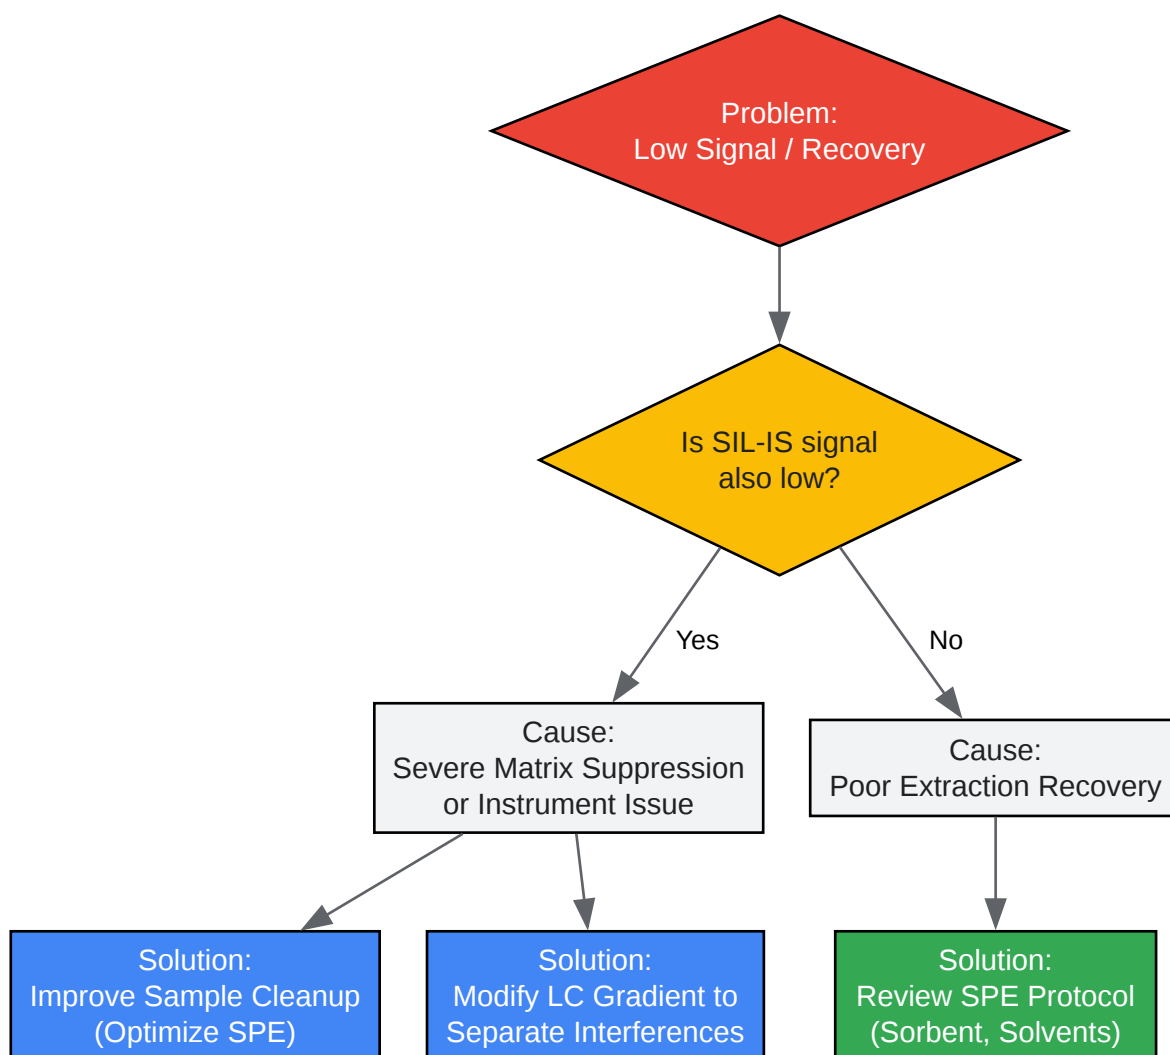 Problem:
Low Signal / Recovery
Is SIL-IS signal
also low?
Yes
No
Cause:
Severe Matrix Suppression
or Instrument Issue
Cause:
Poor Extraction Recovery
Solution:
Improve Sample Cleanup
(Optimize SPE)
Solution:
Modify LC Gradient to
Separate Interferences
Solution:
Review SPE Protocol
(Sorbent, Solvents)